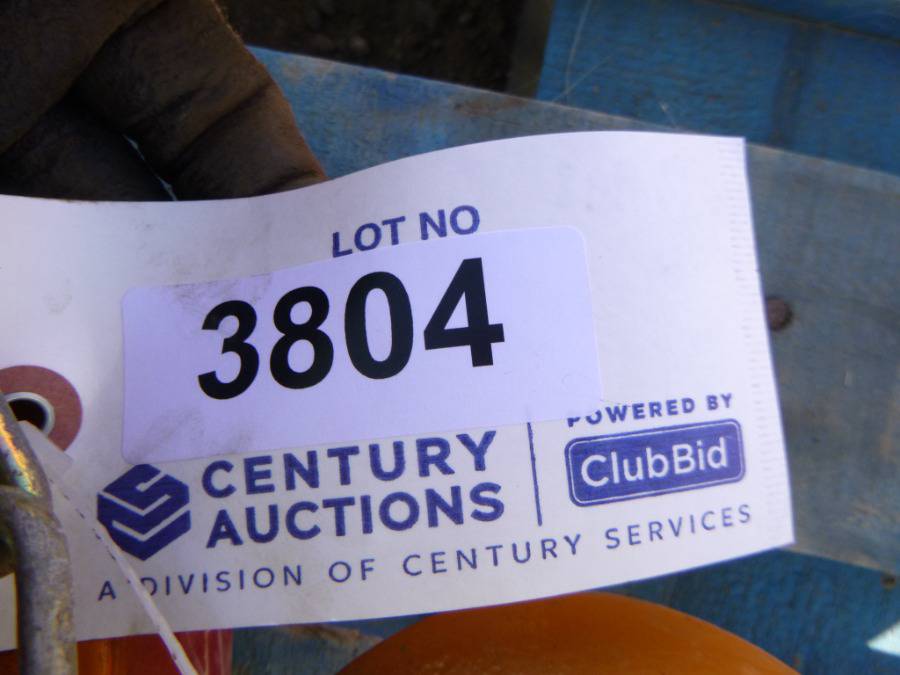 LOT NO
3804
CENTURY
AUCTIONS
POWERED BY
ClubBid
A DIVISION OF CENTURY SERVICES